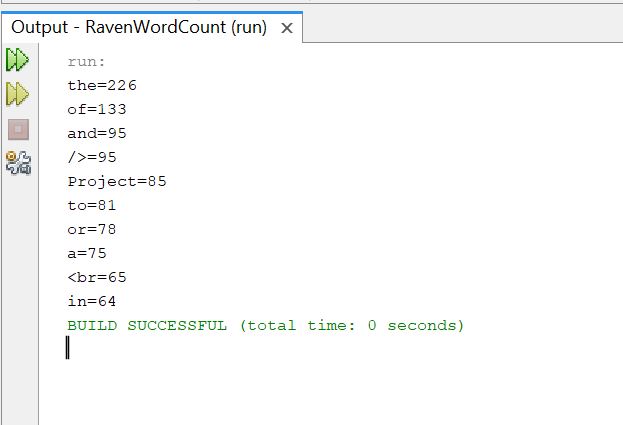 Output - RavenWordCount (run) ×
run:
the=226
of=133
and=95
/>=95
Project=85
to=81
or=78
a=75
<br=65
in=64
BUILD SUCCESSFUL (total time: 0 seconds)